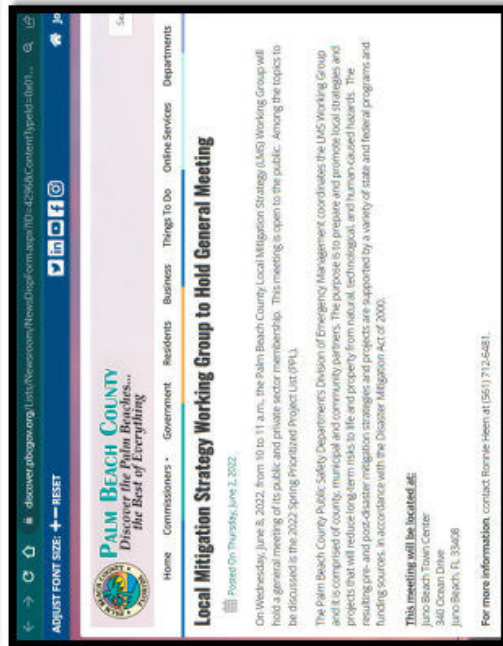 discover.pbcgov.org/Lists/Newsroom/NewsDispForm.aspx?ID=4296&ContentTypeId=0x01...
ADJUST FONT SIZE: + — RESET
PALM BEACH COUNTY
Discover the Palm Beaches...
the Best of Everything
Home Commissioners Government Residents Business Things To Do Online Services Departments
Local Mitigation Strategy Working Group to Hold General Meeting
Posted On Thursday, June 2, 2022
On Wednesday, June 8, 2022, from 10 to 11 a.m., the Palm Beach County Local Mitigation Strategy (LMS) Working Group will
hold a general meeting of its public and private sector membership. This meeting is open to the public. Among the topics to
be discussed is the 2022 Spring Prioritized Project List (PPL).
The Palm Beach County Public Safety Department's Division of Emergency Management coordinates the LMS Working Group
and it is comprised of county, municipal and community partners. The purpose is to prepare and promote local strategies and
projects that will reduce long-term risks to life and property from natural, technological, and human-caused hazards. The
resulting pre- and post-disaster mitigation strategies and projects are supported by a variety of state and federal programs and
funding sources, in accordance with the Disaster Mitigation Act of 2000.
This meeting will be located at:
Juno Beach Town Center
340 Ocean Drive
Juno Beach, FL 33408
For more information, contact Ronnie Heen at (561) 712-6481.